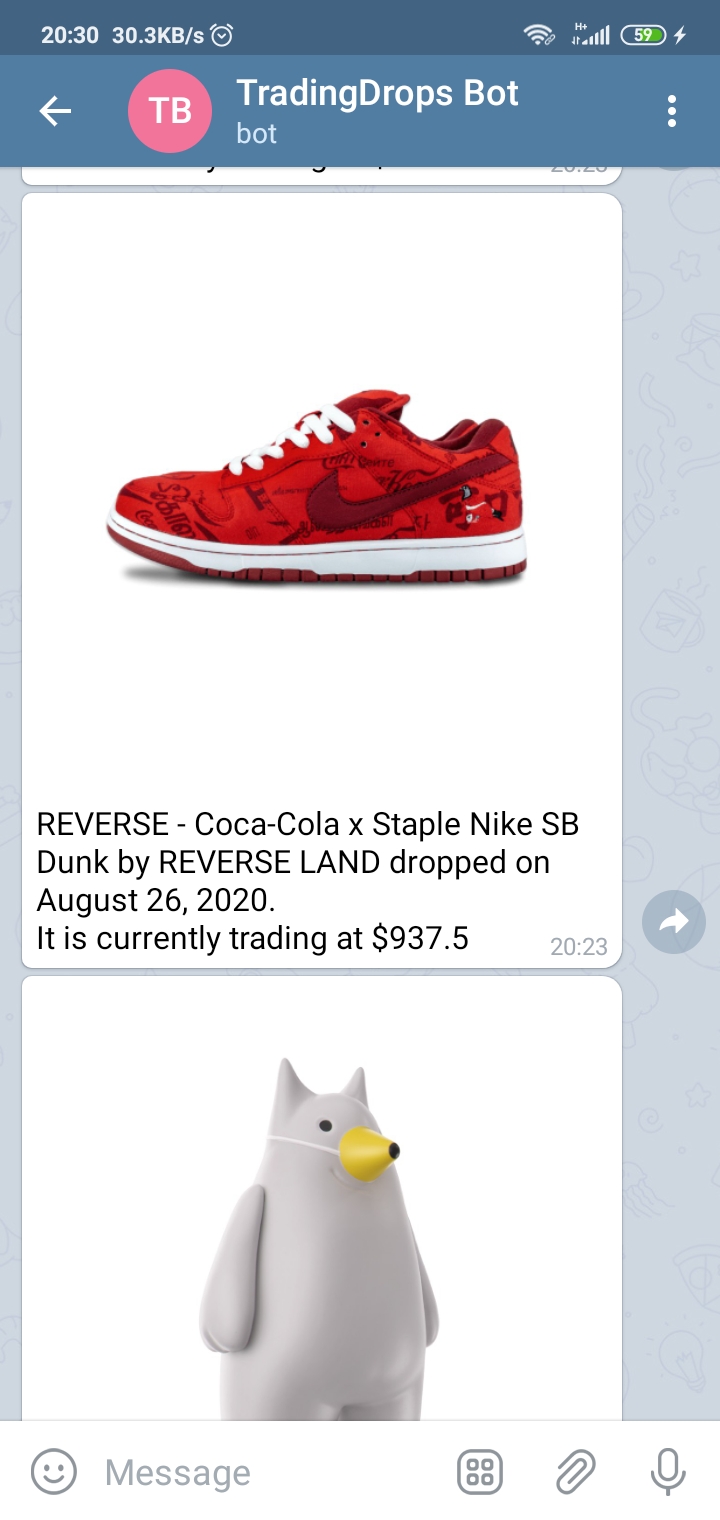 20:30 30.3KB/s
H+
59
TB
TradingDrops Bot
bot
REVERSE - Coca-Cola x Staple Nike SB
Dunk by REVERSE LAND dropped on
August 26, 2020.
It is currently trading at $937.5
20:23
Message